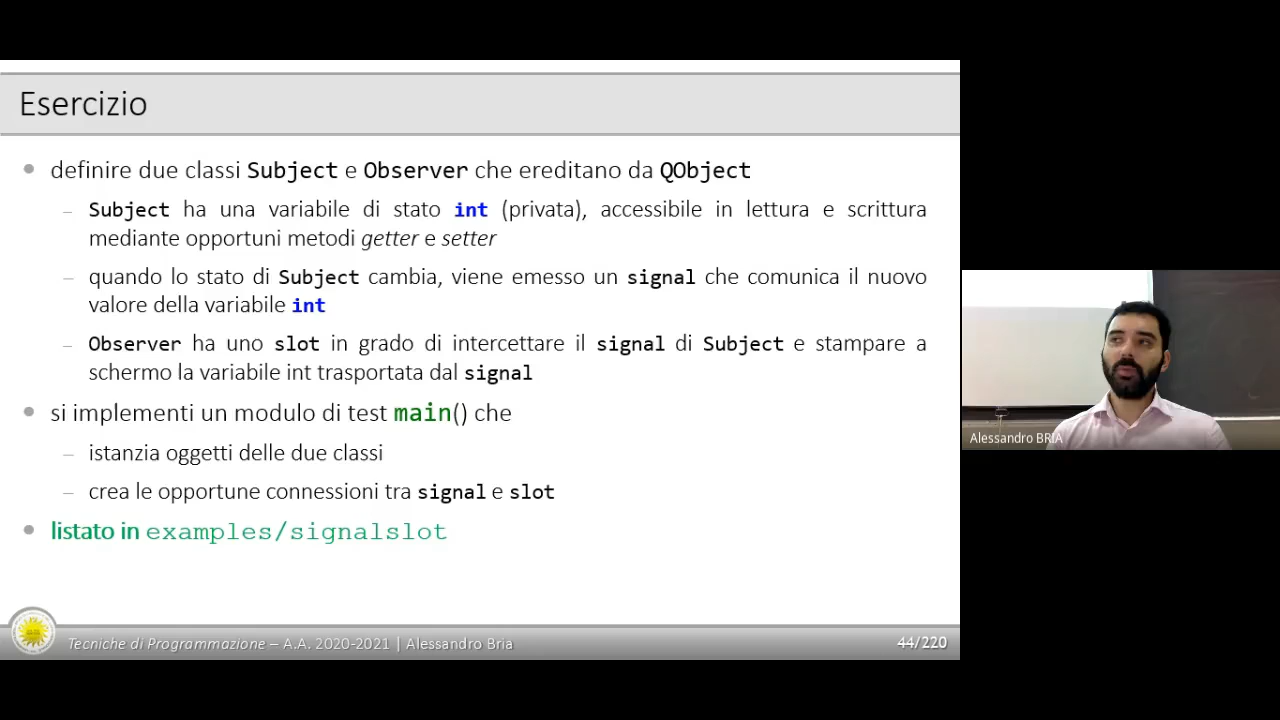 Esercizio
definire due classi Subject e Observer che ereditano da QObject
– Subject ha una variabile di stato int (privata), accessibile in lettura e scrittura
mediante opportuni metodi getter e setter
– quando lo stato di Subject cambia, viene emesso un signal che comunica il nuovo
valore della variabile int
– Observer ha uno slot in grado di intercettare il signal di Subject e stampare a
schermo la variabile int trasportata dal signal
si implementi un modulo di test main() che
– istanzia oggetti delle due classi
– crea le opportune connessioni tra signal e slot
listato in examples/signalslot
Tecniche di Programmazione – A.A. 2020-2021 | Alessandro Bria
44/220
Alessandro BRIA